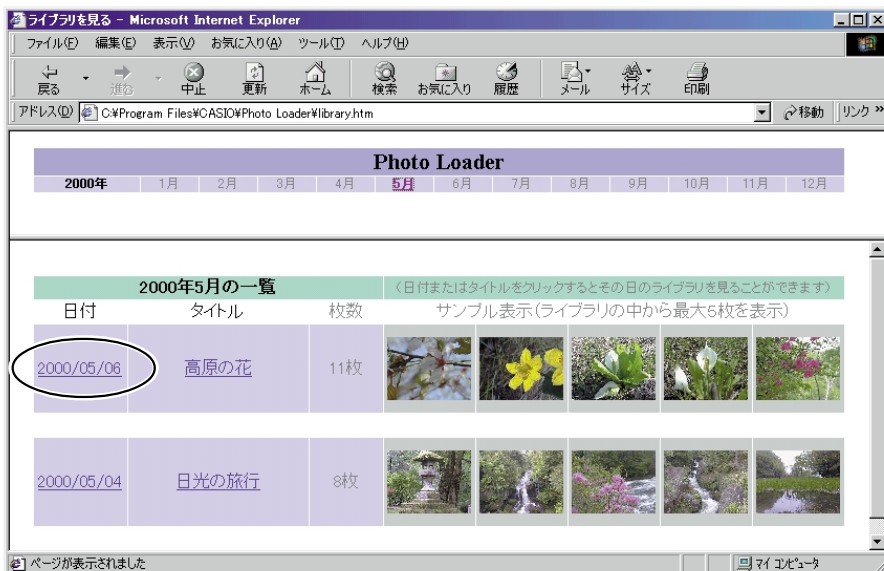 ライブラリを見る - Microsoft Internet Explorer
ファイル(F) 編集(E) 表示(V) お気に入り(A) ツール(T) ヘルプ(H)
戻る 進む 中止 更新 ホーム 検索 お気に入り 履歴 メール サイズ 印刷
アドレス(D) C:¥Program Files¥CASIO¥Photo Loader¥library.htm 移動 リンク »
Photo Loader
2000年 1月 2月 3月 4月 5月 6月 7月 8月 9月 10月 11月 12月
2000年5月の一覧 (日付またはタイトルをクリックするとその日のライブラリを見ることができます)
日付 タイトル 枚数 サンプル表示(ライブラリの中から最大5枚を表示)
2000/05/06 高原の花 11枚
2000/05/04 日光の旅行 8枚
ページが表示されました マイ コンピュータ